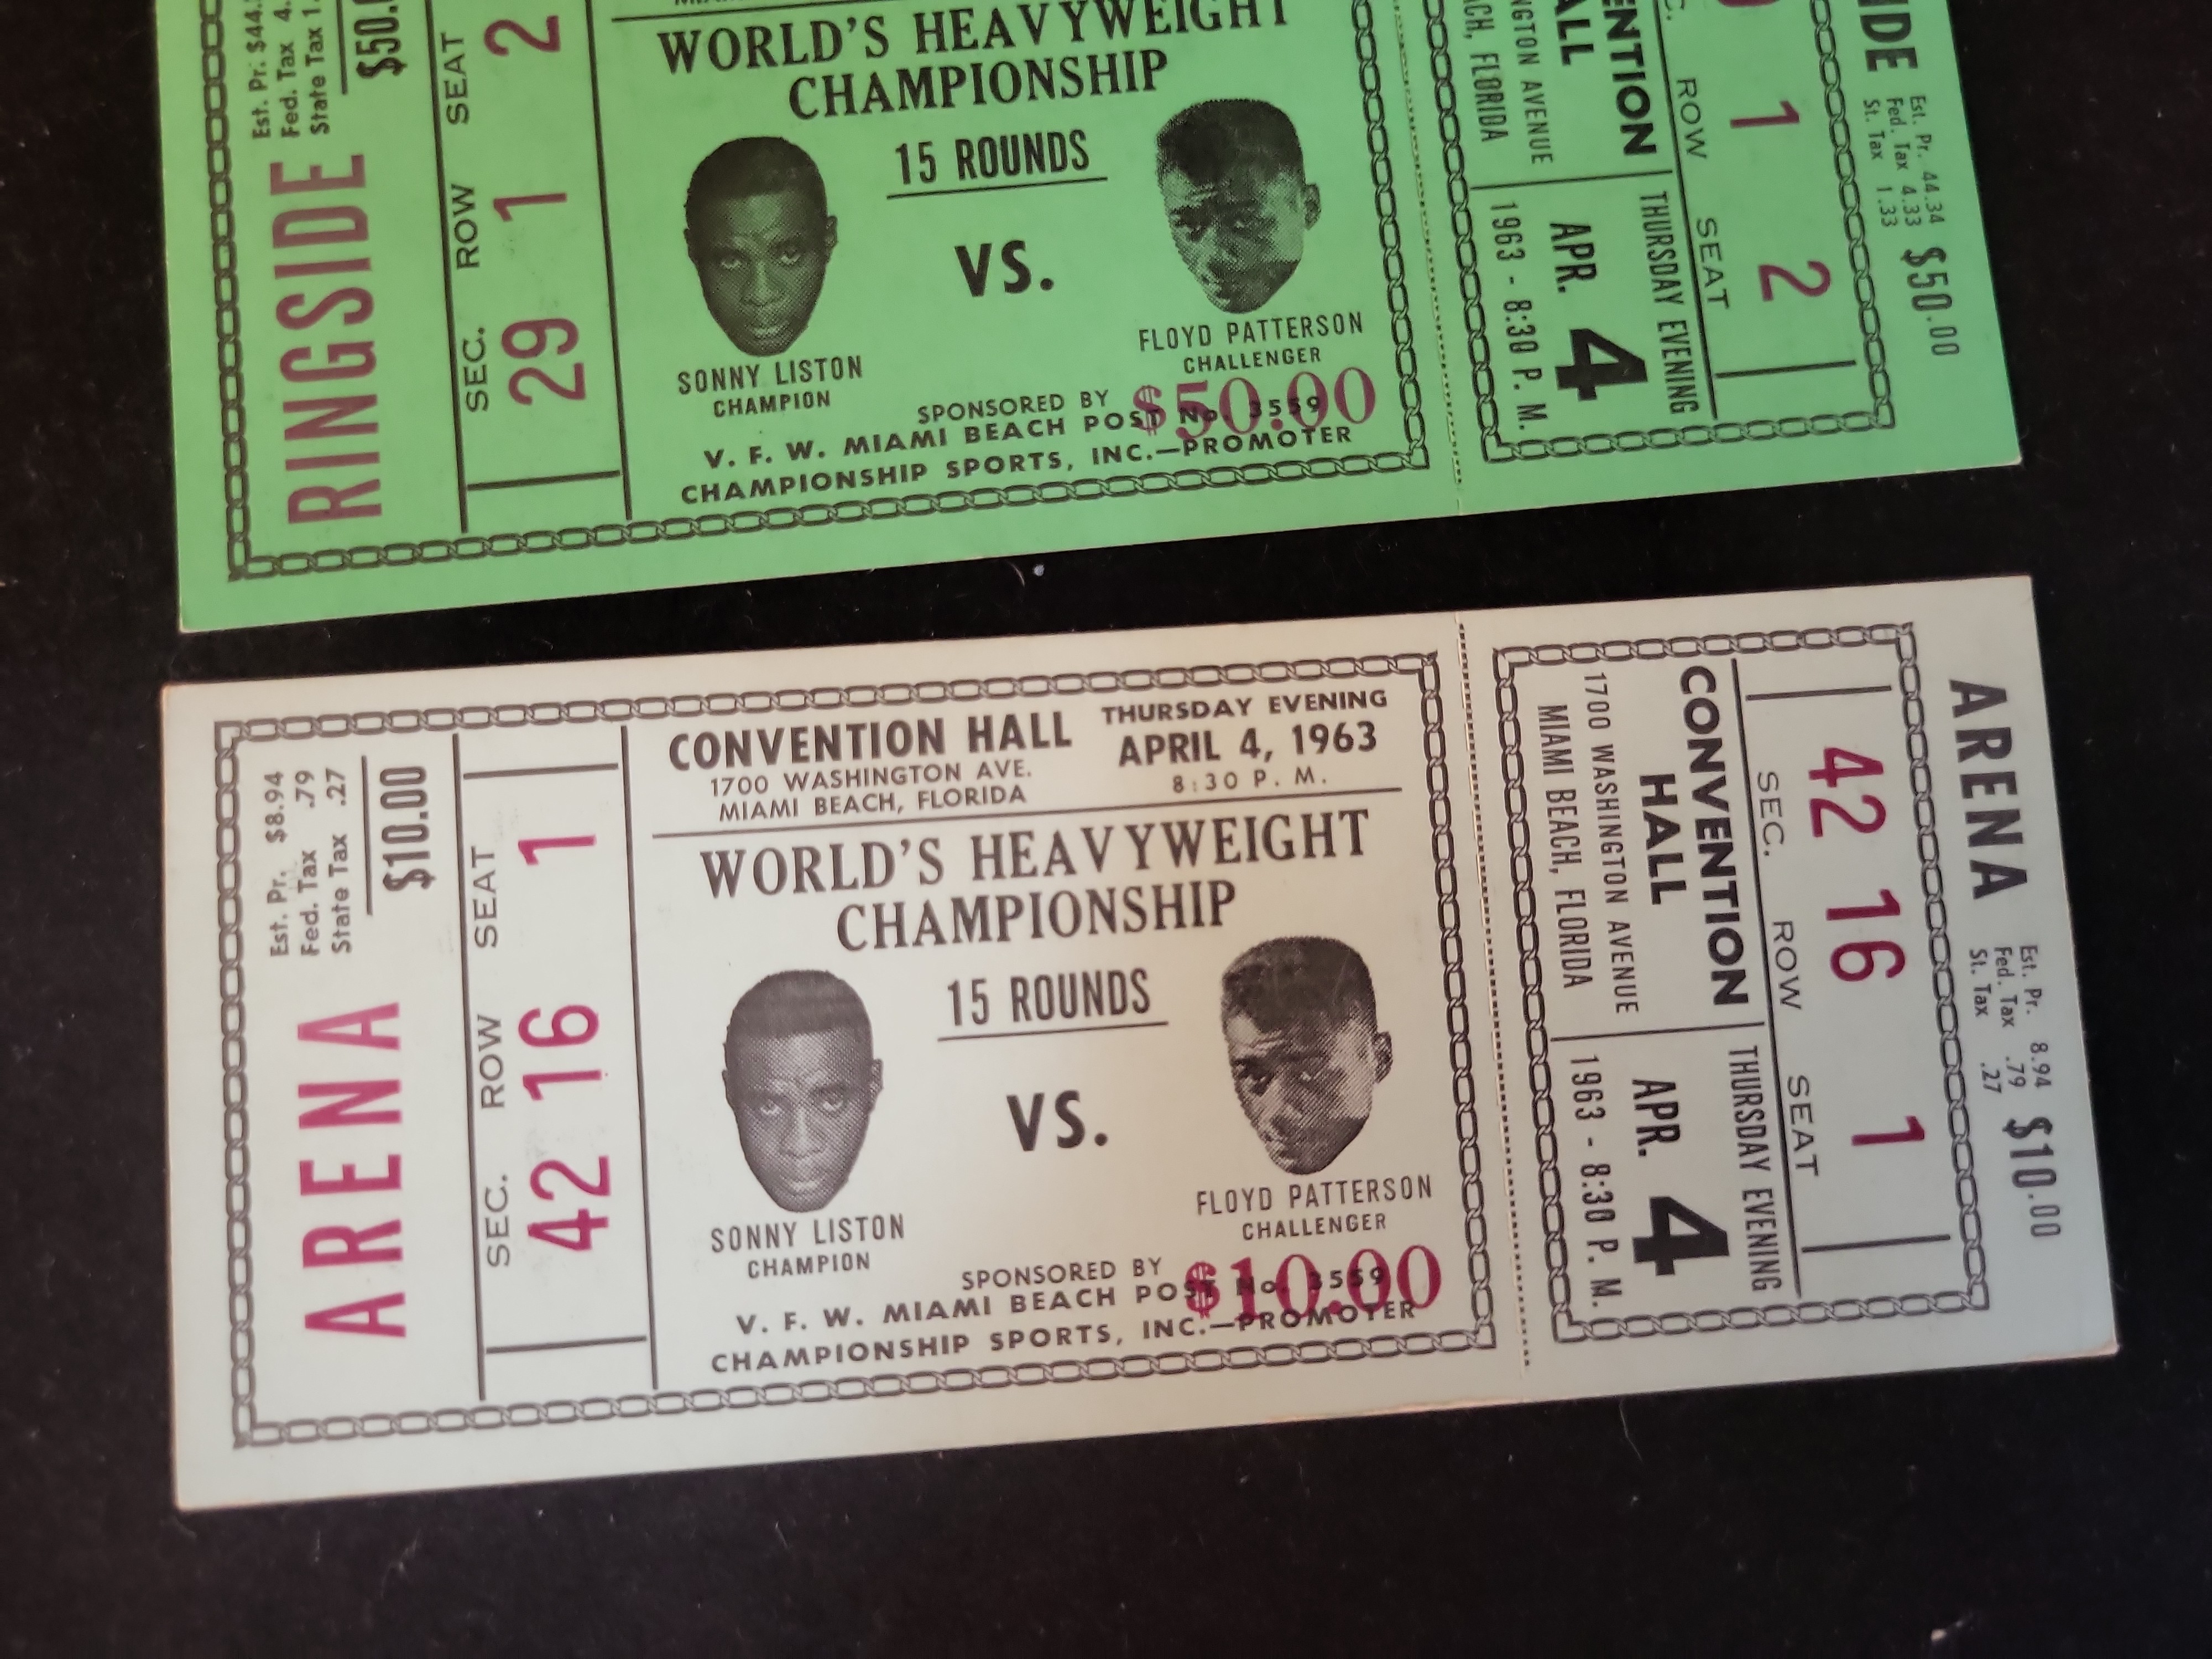 RINGSIDE
Est. Pr. $44.
Fed. Tax 4.
State Tax 1.
$50.
SEC. ROW SEAT
29 1 2
WORLD'S HEAVYWEIGHT
CHAMPIONSHIP
15 ROUNDS
VS.
SONNY LISTON
CHAMPION
FLOYD PATTERSON
CHALLENGER
$50.00
SPONSORED BY
V. F. W. MIAMI BEACH POST No. 3559
CHAMPIONSHIP SPORTS, INC.—PROMOTER
ENTION
ALL
NGTON AVENUE
CH, FLORIDA
THURSDAY EVENING
APR. 4
1963 - 8:30 P. M.
C. ROW SEAT
1 2
IDE
Est. Pr. 44.34
Fed. Tax 4.33
St. Tax 1.33
$50.00
ARENA
Est. Pr. $8.94
Fed. Tax .79
State Tax .27
$10.00
SEC. ROW SEAT
42 16 1
CONVENTION HALL
1700 WASHINGTON AVE.
MIAMI BEACH, FLORIDA
THURSDAY EVENING
APRIL 4, 1963
8:30 P. M.
WORLD'S HEAVYWEIGHT
CHAMPIONSHIP
15 ROUNDS
VS.
SONNY LISTON
CHAMPION
FLOYD PATTERSON
CHALLENGER
$10.00
SPONSORED BY
V. F. W. MIAMI BEACH POST No. 3559
CHAMPIONSHIP SPORTS, INC.—PROMOTER
CONVENTION
HALL
1700 WASHINGTON AVENUE
MIAMI BEACH, FLORIDA
THURSDAY EVENING
APR. 4
1963 - 8:30 P. M.
42 16 1
SEC. ROW SEAT
ARENA
Est. Pr. 8.94
Fed. Tax .79
St. Tax .27
$10.00